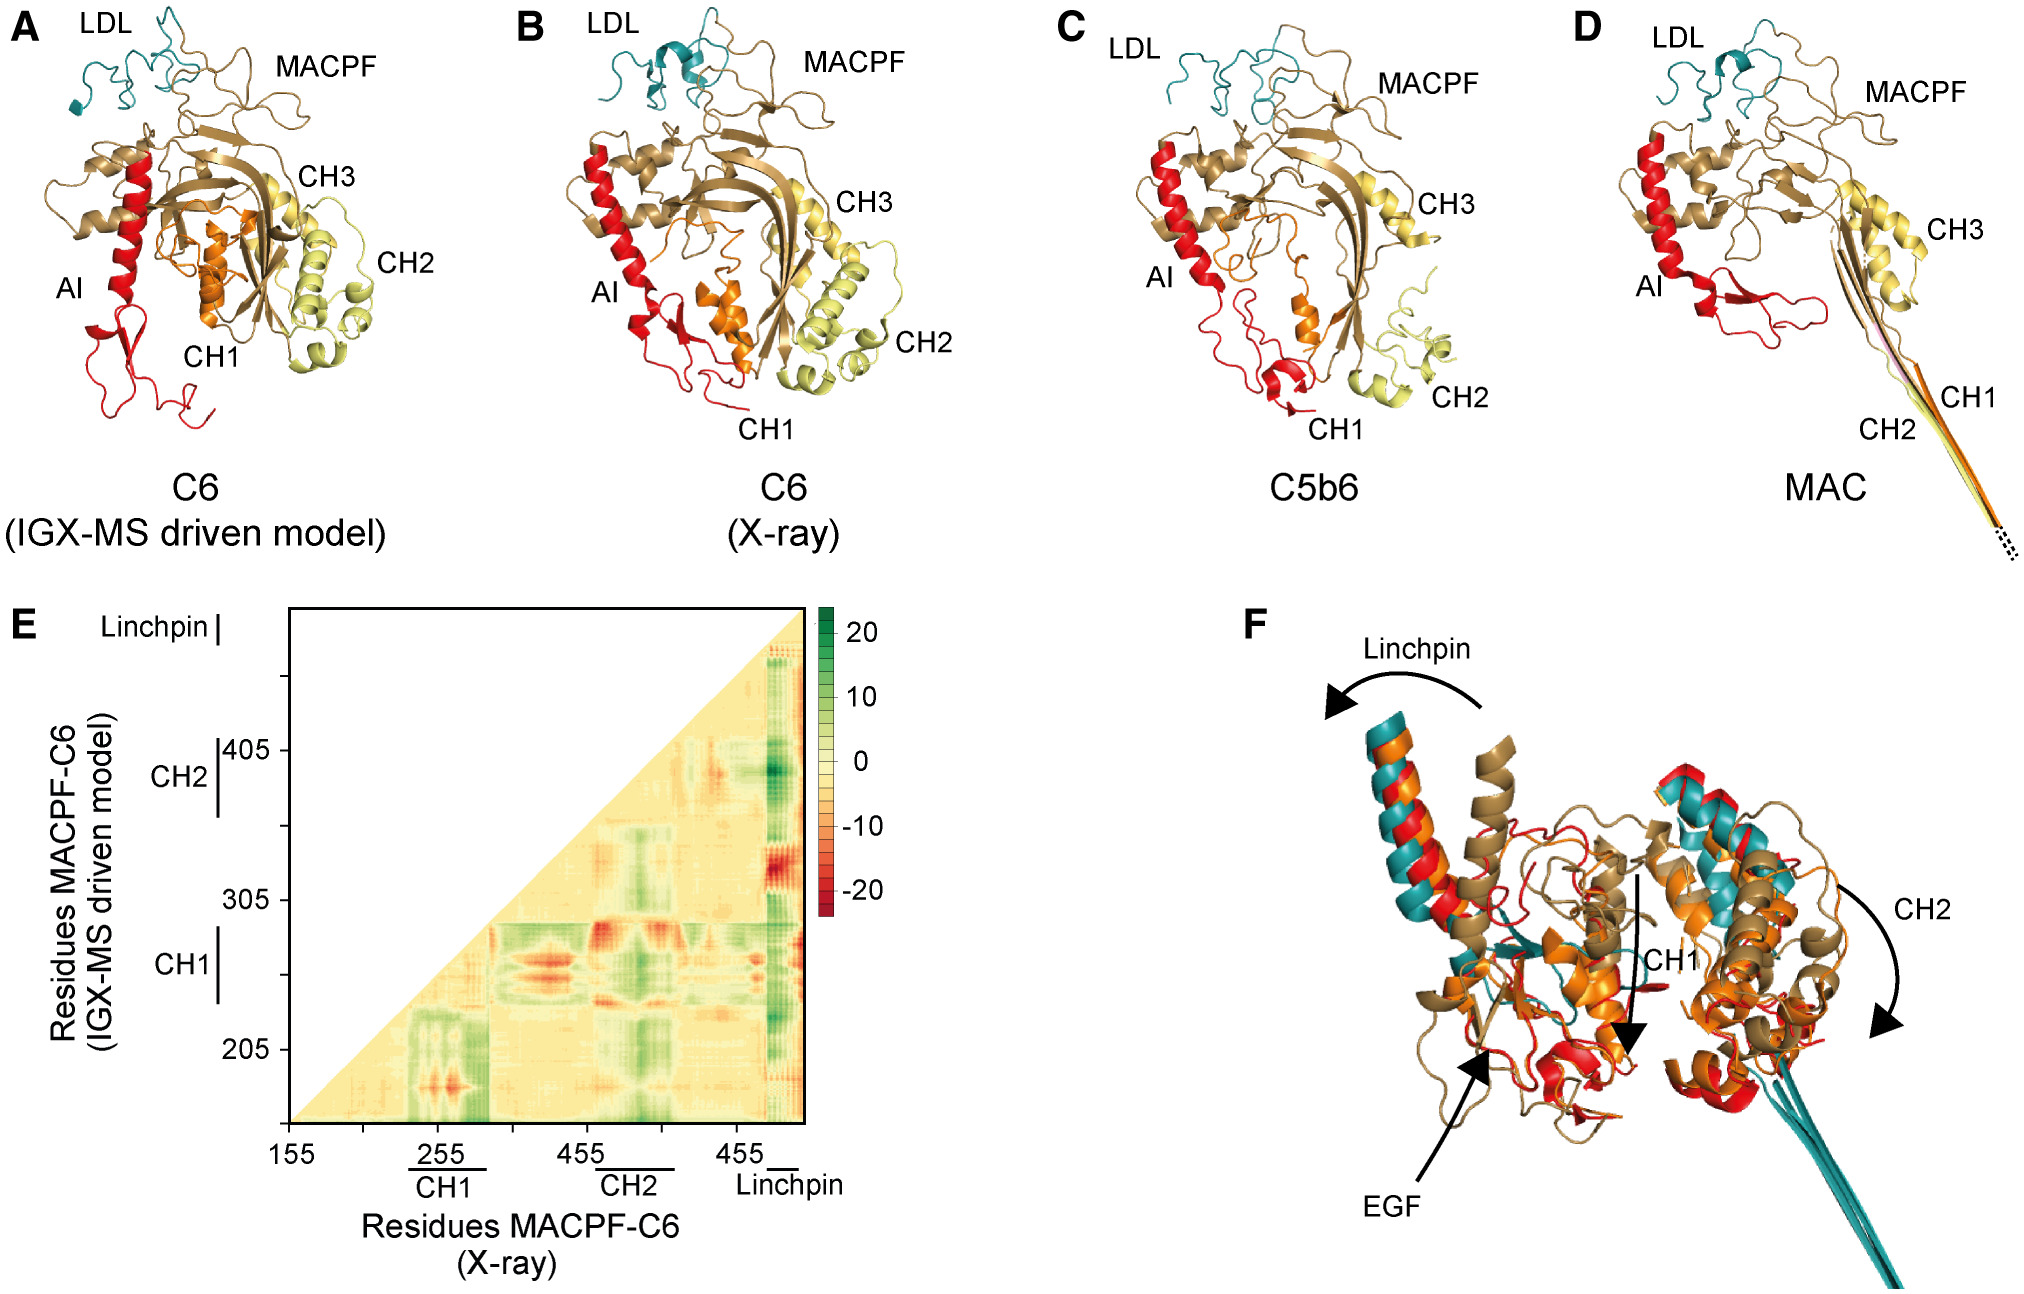 A
LDL
MACPF
CH3
CH2
AI
CH1
C6
(IGX-MS driven model)
B
LDL
MACPF
CH3
AI
CH2
CH1
C6
(X-ray)
C
LDL
MACPF
CH3
AI
CH2
CH1
C5b6
D
LDL
MACPF
CH3
AI
CH1
CH2
MAC
E
Linchpin
CH2
CH1
Residues MACPF-C6
(IGX-MS driven model)
405
305
205
155
255
455
455
CH1
CH2
Linchpin
Residues MACPF-C6
(X-ray)
20
10
0
-10
-20
F
Linchpin
CH2
CH1
EGF